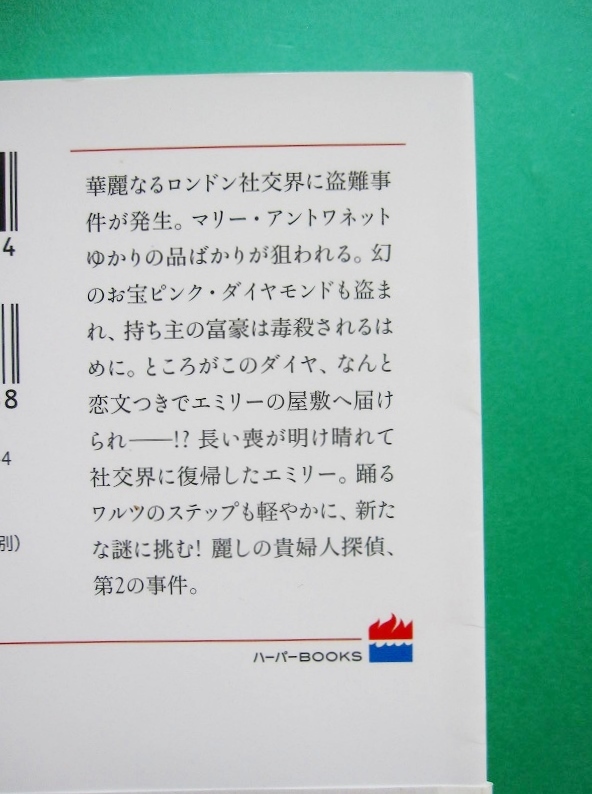 華麗なるロンドン社交界に盗難事
件が発生。マリー・アントワネット
ゆかりの品ばかりが狙われる。幻
のお宝ピンク・ダイヤモンドも盗ま
れ、持ち主の富豪は毒殺されるは
めに。ところがこのダイヤ、なんと
恋文つきでエミリーの屋敷へ届け
られ――!? 長い喪が明け晴れて
社交界に復帰したエミリー。踊る
ワルツのステップも軽やかに、新た
な謎に挑む! 麗しの貴婦人探偵、
第2の事件。
ハーパーBOOKS
4
8
4
別)